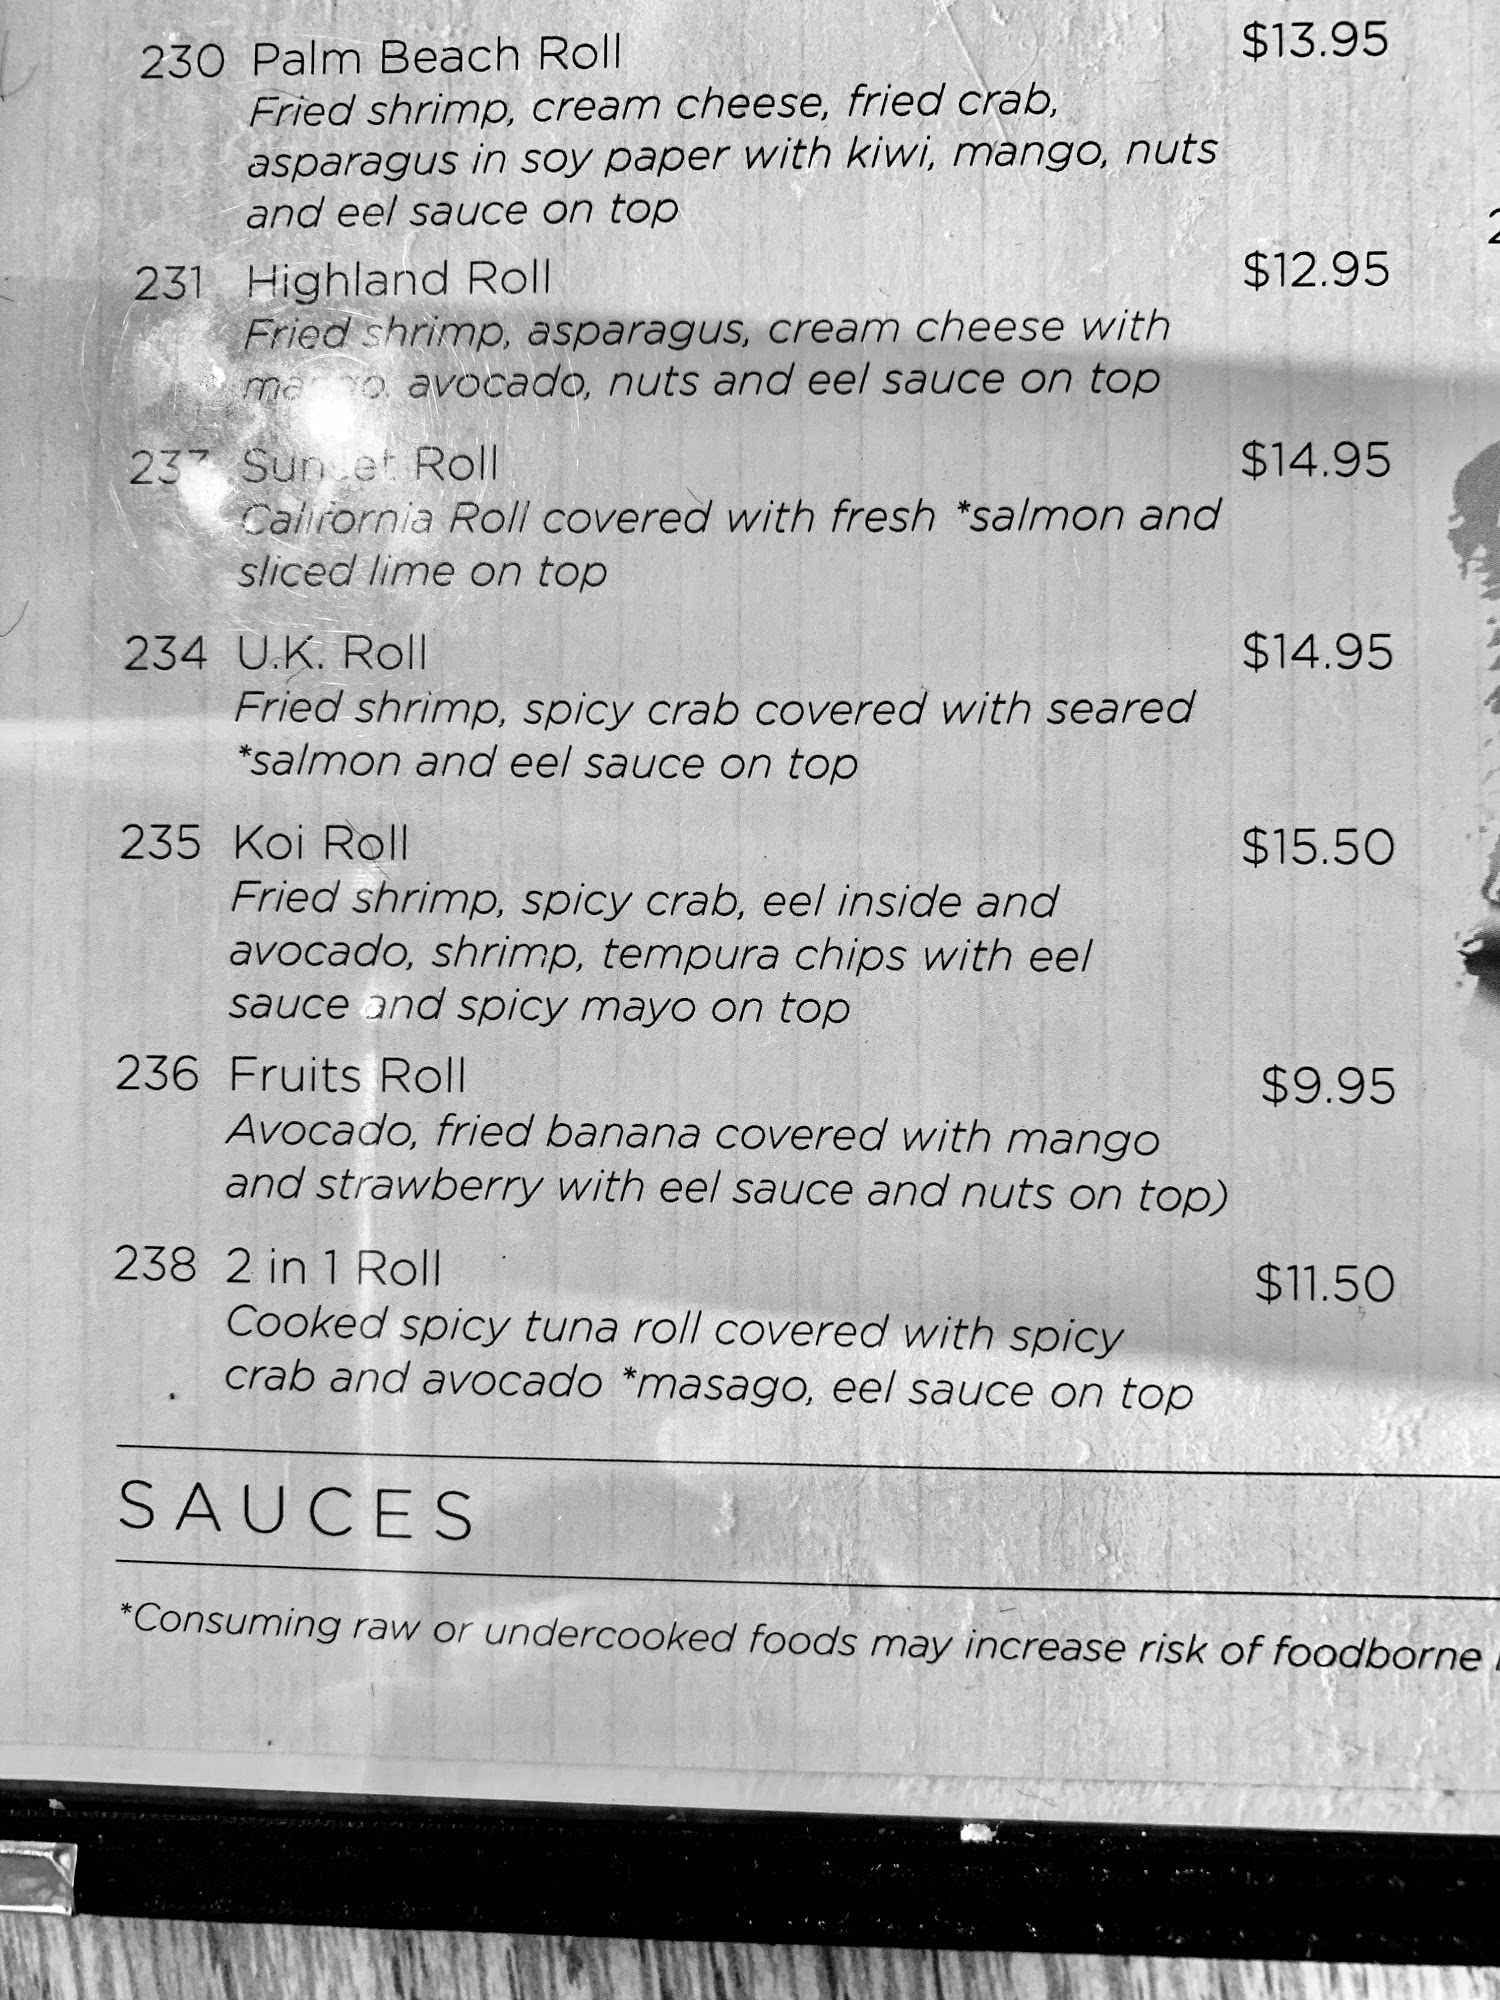 230 Palm Beach Roll $13.95
Fried shrimp, cream cheese, fried crab,
asparagus in soy paper with kiwi, mango, nuts
and eel sauce on top
231 Highland Roll $12.95
Fried shrimp, asparagus, cream cheese with
mango, avocado, nuts and eel sauce on top
233 Sunset Roll $14.95
California Roll covered with fresh *salmon and
sliced lime on top
234 U.K. Roll $14.95
Fried shrimp, spicy crab covered with seared
*salmon and eel sauce on top
235 Koi Roll $15.50
Fried shrimp, spicy crab, eel inside and
avocado, shrimp, tempura chips with eel
sauce and spicy mayo on top
236 Fruits Roll $9.95
Avocado, fried banana covered with mango
and strawberry with eel sauce and nuts on top)
238 2 in 1 Roll $11.50
Cooked spicy tuna roll covered with spicy
crab and avocado *masago, eel sauce on top
SAUCES
*Consuming raw or undercooked foods may increase risk of foodborne